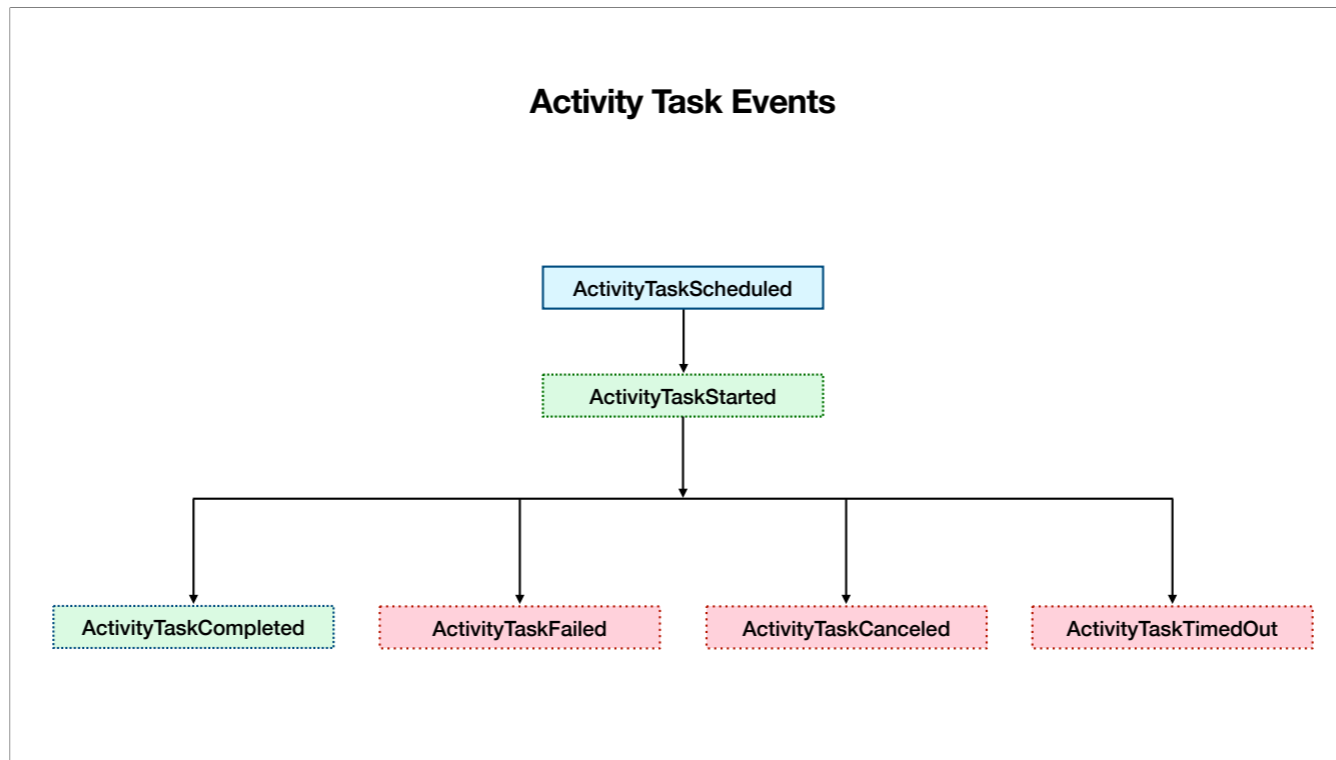 Activity Task Events
ActivityTaskScheduled
ActivityTaskStarted
ActivityTaskCompleted
ActivityTaskFailed
ActivityTaskCanceled
ActivityTaskTimedOut